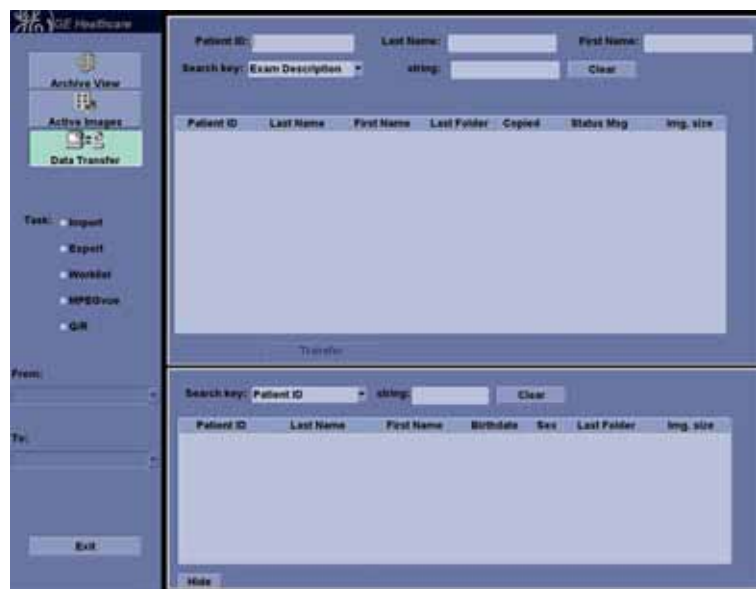 GE Healthcare
Archive View
Active Images
Data Transfer
Task: Import
Export
Worklist
MPEGvue
Q/R
From:
To:
Exit
Patient ID: Last Name: First Name:
Search key: Exam Description string: Clear
Patient ID Last Name First Name Last Folder Copied Status Msg Img. size
Transfer
Search key: Patient ID string: Clear
Patient ID Last Name First Name Birthdate Sex Last Folder Img. size
Hide